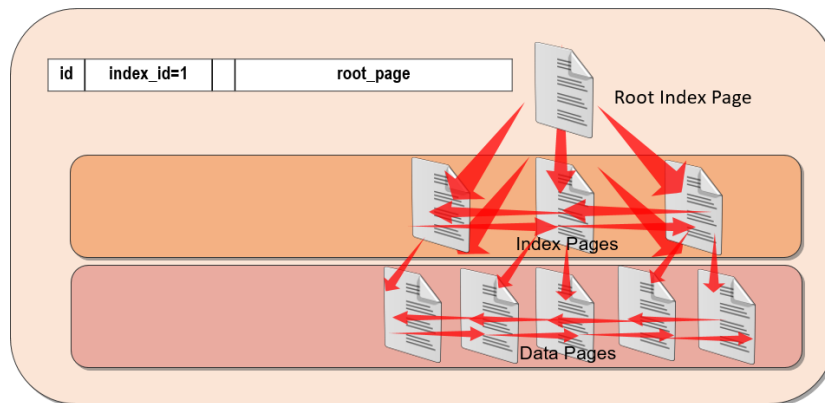 id index_id=1 root_page
Root Index Page
Index Pages
Data Pages